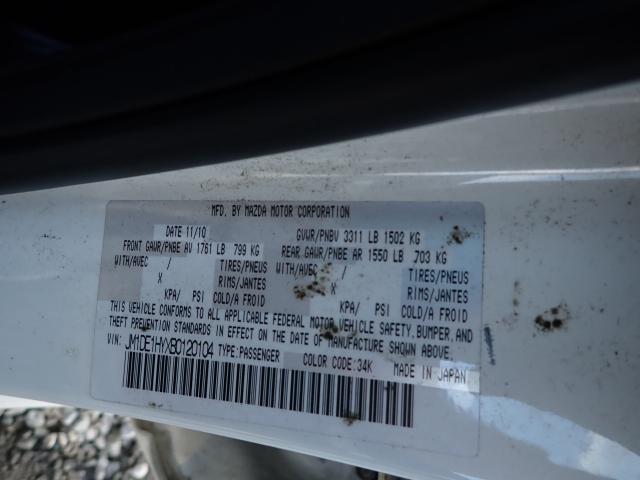 MFD. BY MAZDA MOTOR CORPORATION
DATE 11/10 GVWR/PNBV 3311 LB 1502 KG
FRONT GAWR/PNBE AV 1761 LB 799 KG REAR GAWR/PNBE AR 1550 LB 703 KG
WITH/AVEC / TIRES/PNEUS WITH/AVEC / TIRES/PNEUS
X RIMS/JANTES X RIMS/JANTES
KPA/ PSI COLD/A FROID KPA/ PSI COLD/A FROID
THIS VEHICLE CONFORMS TO ALL APPLICABLE FEDERAL MOTOR VEHICLE SAFETY, BUMPER, AND
THEFT PREVENTION STANDARDS IN EFFECT ON THE DATE OF MANUFACTURE SHOWN ABOVE.
VIN: JM1DE1HYXB0120104 TYPE:PASSENGER COLOR CODE:34K MADE IN JAPAN